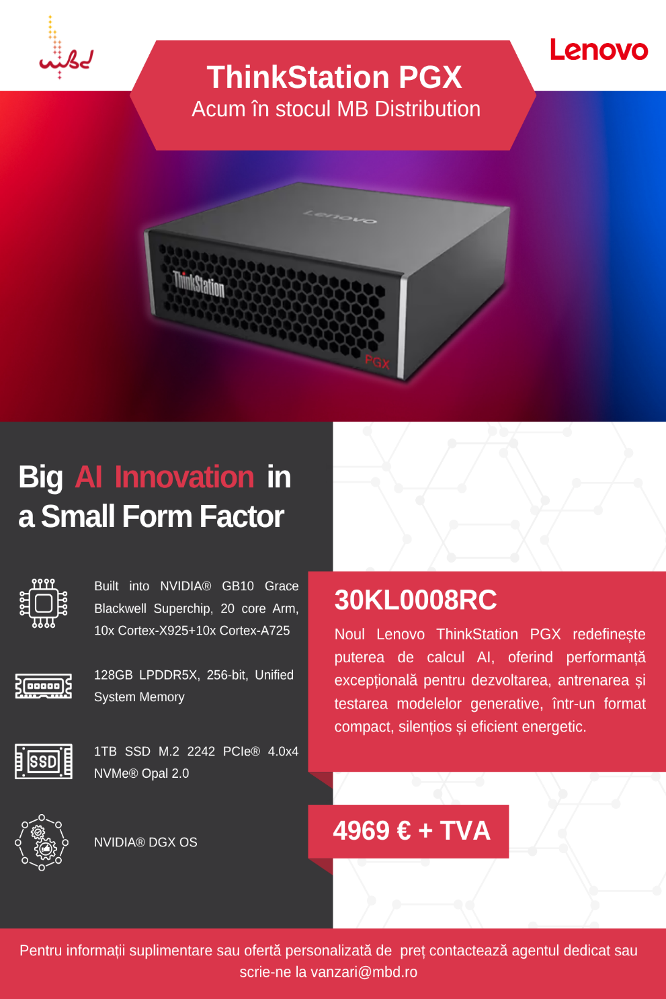 mbd
Lenovo
ThinkStation PGX
Acum în stocul MB Distribution
Lenovo
ThinkStation
PGX
Big AI Innovation in
a Small Form Factor
Built into NVIDIA® GB10 Grace
Blackwell Superchip, 20 core Arm,
10x Cortex-X925+10x Cortex-A725
128GB LPDDR5X, 256-bit, Unified
System Memory
SSD
1TB SSD M.2 2242 PCIe® 4.0x4
NVMe® Opal 2.0
NVIDIA® DGX OS
30KL0008RC
Noul Lenovo ThinkStation PGX redefinește
puterea de calcul AI, oferind performanță
excepțională pentru dezvoltarea, antrenarea și
testarea modelelor generative, într-un format
compact, silențios și eficient energetic.
4969 € + TVA
Pentru informații suplimentare sau ofertă personalizată de  preț contactează agentul dedicat sau
scrie-ne la vanzari@mbd.ro